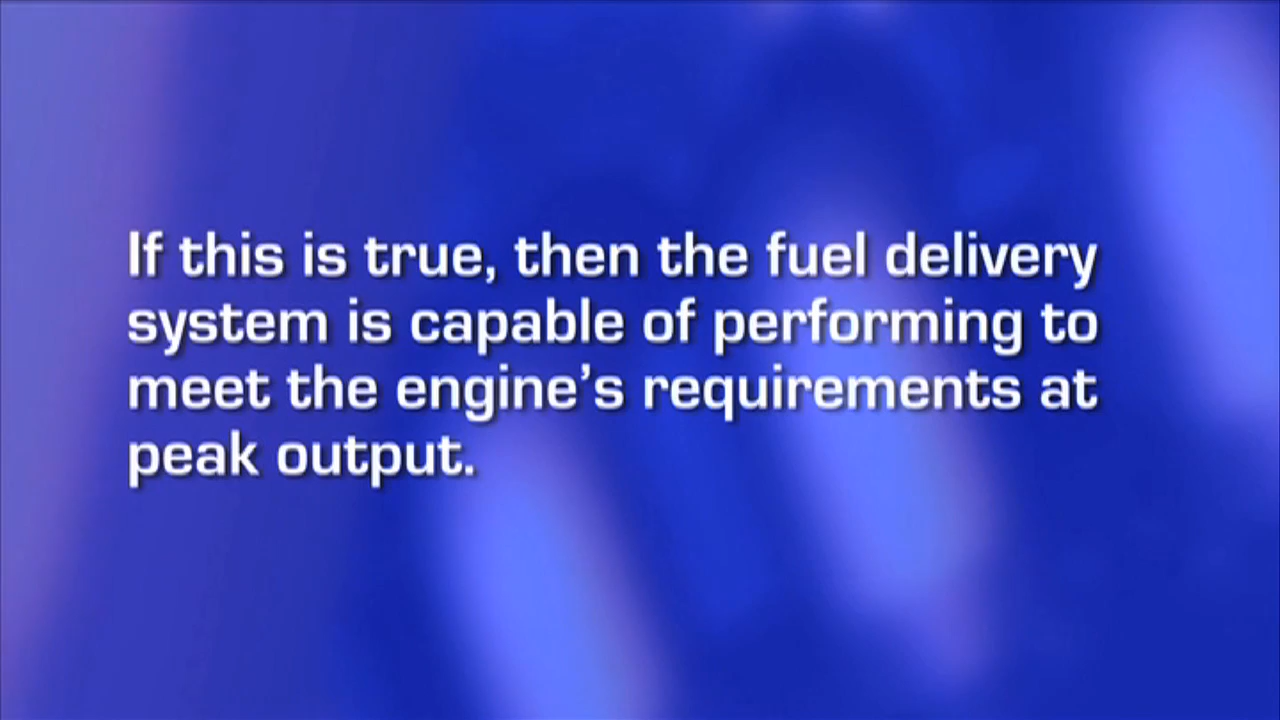 If this is true, then the fuel delivery
system is capable of performing to
meet the engine’s requirements at
peak output.